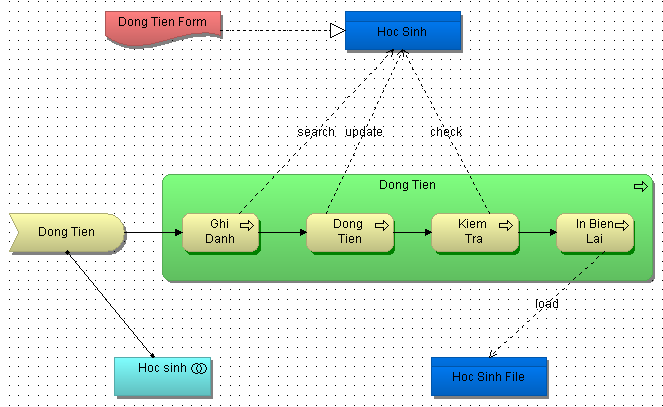 Dong Tien Form
Hoc Sinh
search
update
check
Dong Tien
Dong Tien
Ghi
Danh
Dong
Tien
Kiem
Tra
In Bien
Lai
load
Hoc sinh
Hoc Sinh File